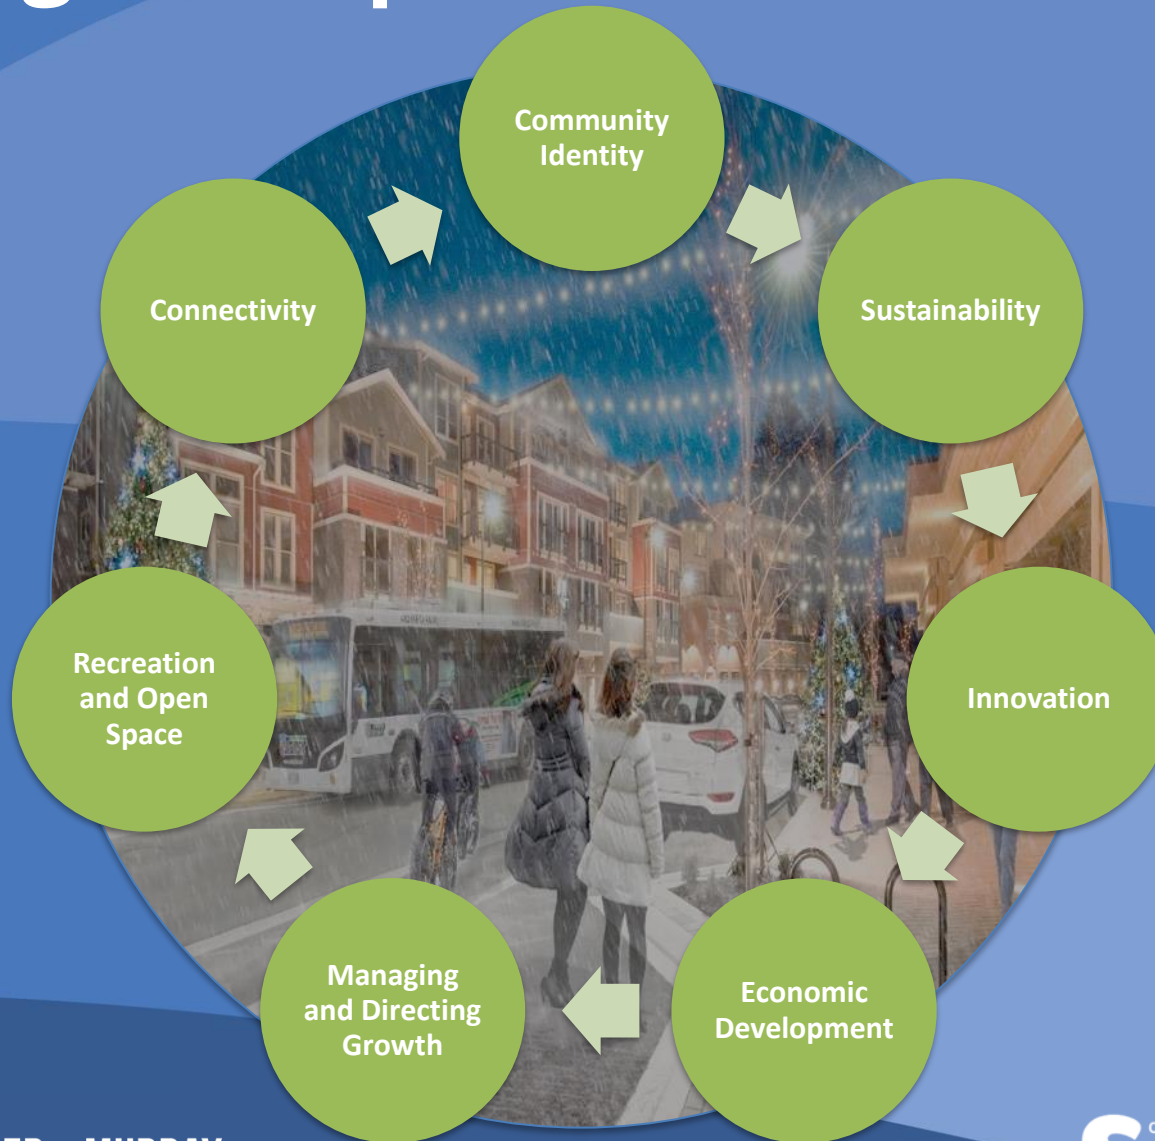 Community
Identity
Sustainability
Innovation
Economic
Development
Managing
and Directing
Growth
Recreation
and Open
Space
Connectivity